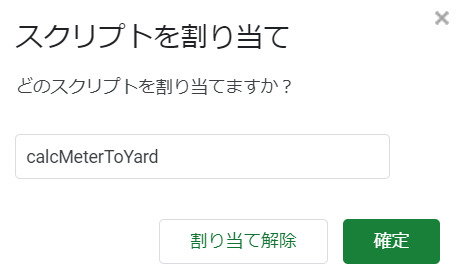 スクリプトを割り当て
どのスクリプトを割り当てますか？
calcMeterToYard
割り当て解除
確定